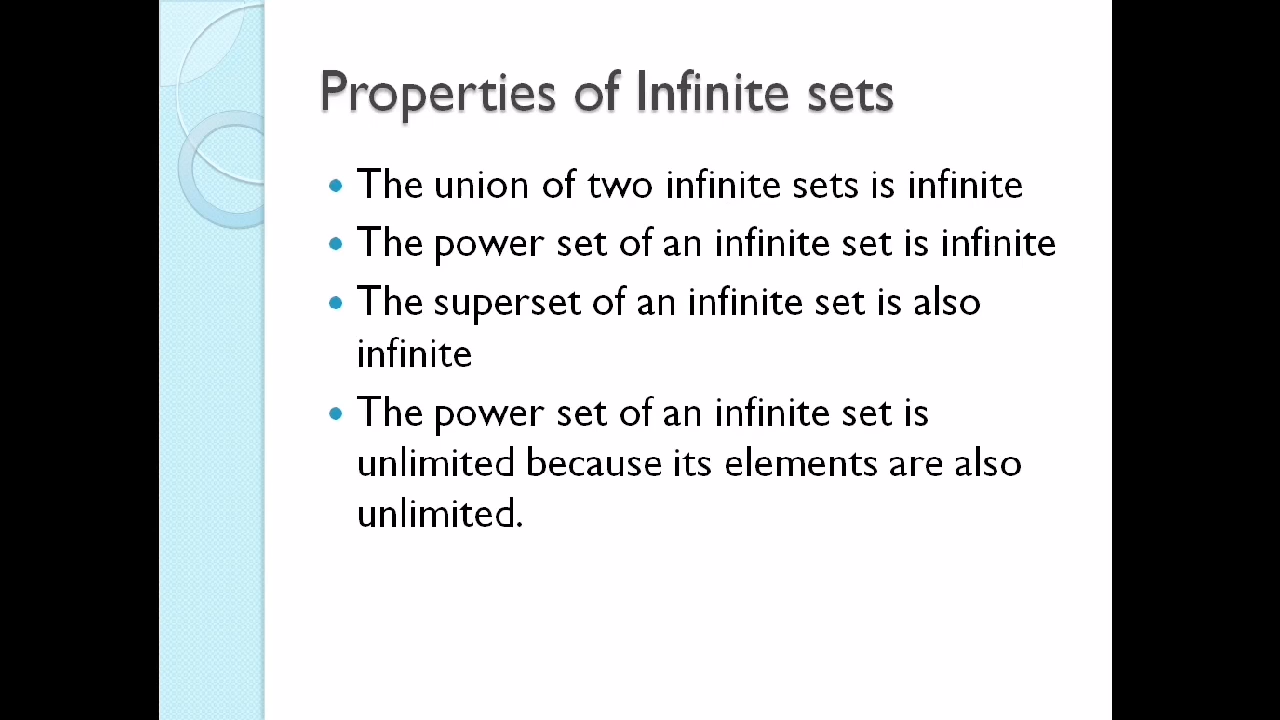 Properties of Infinite sets
• The union of two infinite sets is infinite
• The power set of an infinite set is infinite
• The superset of an infinite set is also
infinite
• The power set of an infinite set is
unlimited because its elements are also
unlimited.